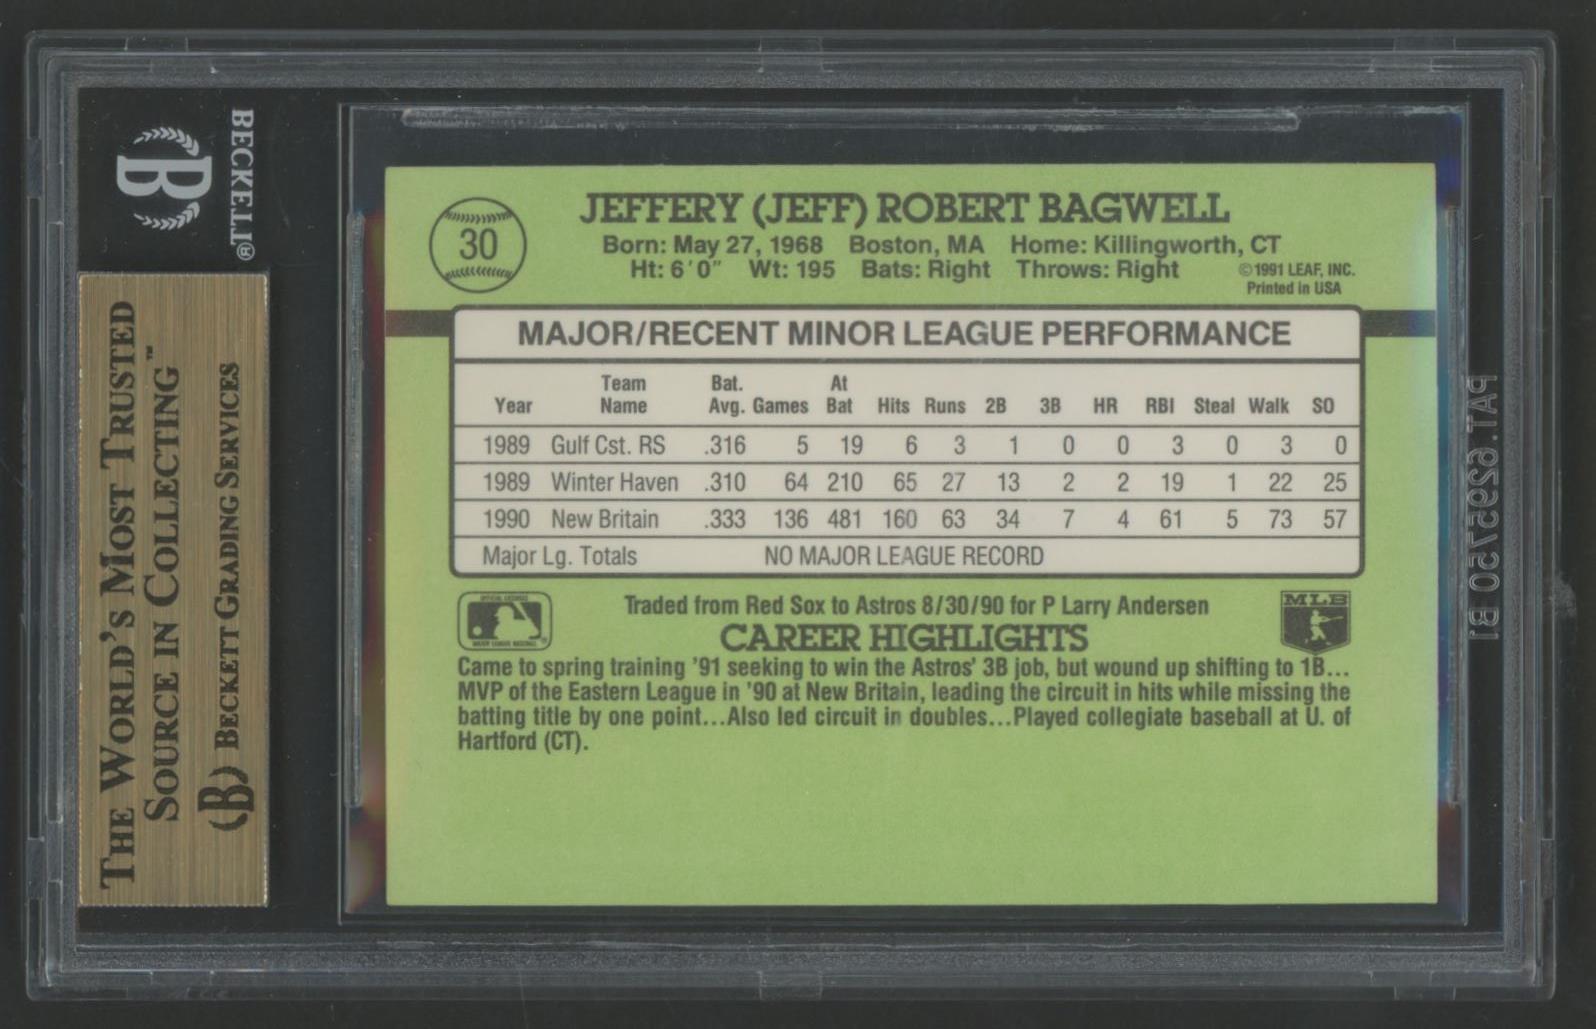 BECKETT®
B
THE WORLD'S MOST TRUSTED
SOURCE IN COLLECTING™
(B) BECKETT GRADING SERVICES
30
JEFFERY (JEFF) ROBERT BAGWELL
Born: May 27, 1968 Boston, MA Home: Killingworth, CT
Ht: 6'0" Wt: 195 Bats: Right Throws: Right
©1991 LEAF, INC.
Printed in USA
MAJOR/RECENT MINOR LEAGUE PERFORMANCE
Year Team Name Bat. Avg. Games At Bat Hits Runs 2B 3B HR RBI Steal Walk SO
1989 Gulf Cst. RS .316 5 19 6 3 1 0 0 3 0 3 0
1989 Winter Haven .310 64 210 65 27 13 2 2 19 1 22 25
1990 New Britain .333 136 481 160 63 34 7 4 61 5 73 57
Major Lg. Totals NO MAJOR LEAGUE RECORD
Traded from Red Sox to Astros 8/30/90 for P Larry Andersen
MLB
CAREER HIGHLIGHTS
Came to spring training '91 seeking to win the Astros' 3B job, but wound up shifting to 1B...
MVP of the Eastern League in '90 at New Britain, leading the circuit in hits while missing the
batting title by one point...Also led circuit in doubles...Played collegiate baseball at U. of
Hartford (CT).
PAT.6295750 B1